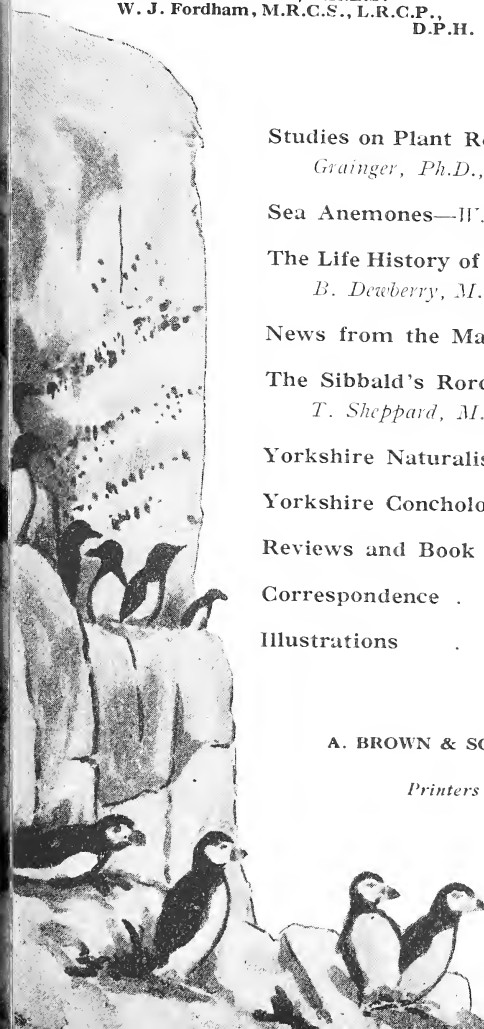 W. J. Fordham, M.R.C.S., L.R.C.P.,
D.P.H.
Studies on Plant R
Grainger, Ph.D.,
Sea Anemones—W.
The Life History of
B. Dewberry, M.
News from the Ma
The Sibbald's Ror
T. Sheppard, M.
Yorkshire Naturalis
Yorkshire Concholo
Reviews and Book
Correspondence .
Illustrations .
A. BROWN & SO
Printers